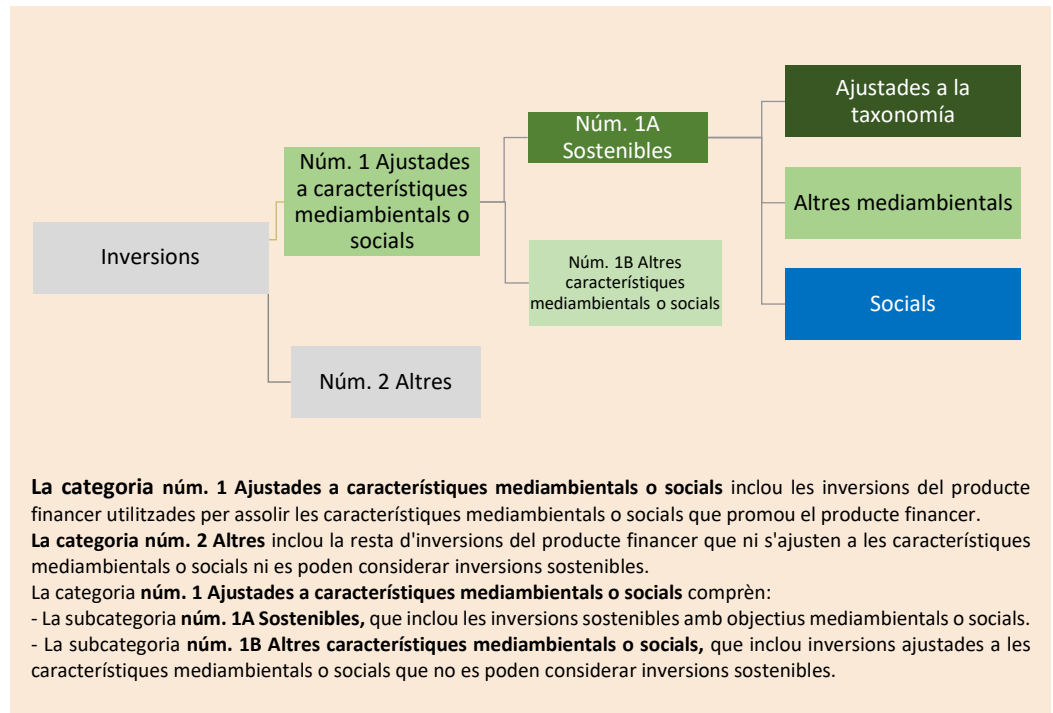 Inversions
Núm. 1 Ajustades
a característiques
mediambientals o
socials
Núm. 2 Altres
Núm. 1A
Sostenibles
Núm. 1B Altres
característiques
mediambientals o socials
Ajustades a la
taxonomía
Altres mediambientals
Socials
La categoria núm. 1 Ajustades a característiques mediambientals o socials inclou les inversions del producte
financer utilitzades per assolir les característiques mediambientals o socials que promou el producte financer.
La categoria núm. 2 Altres inclou la resta d'inversions del producte financer que ni s'ajusten a les característiques
mediambientals o socials ni es poden considerar inversions sostenibles.
La categoria núm. 1 Ajustades a característiques mediambientals o socials comprèn:
- La subcategoria núm. 1A Sostenibles, que inclou les inversions sostenibles amb objectius mediambientals o socials.
- La subcategoria núm. 1B Altres característiques mediambientals o socials, que inclou inversions ajustades a les
característiques mediambientals o socials que no es poden considerar inversions sostenibles.